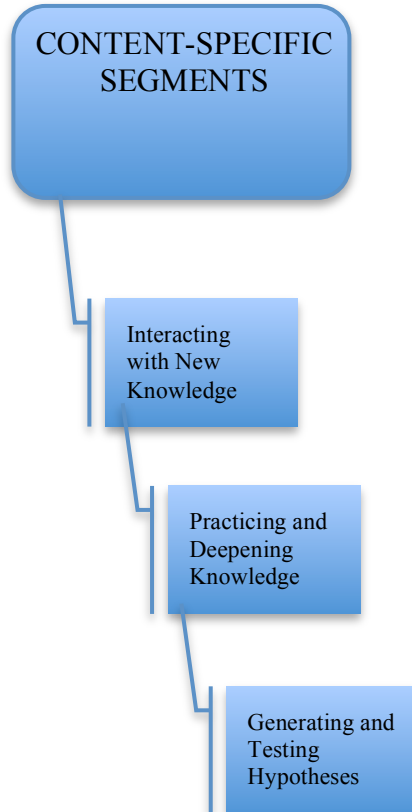 CONTENT-SPECIFIC
SEGMENTS
Interacting
with New
Knowledge
Practicing and
Deepening
Knowledge
Generating and
Testing
Hypotheses